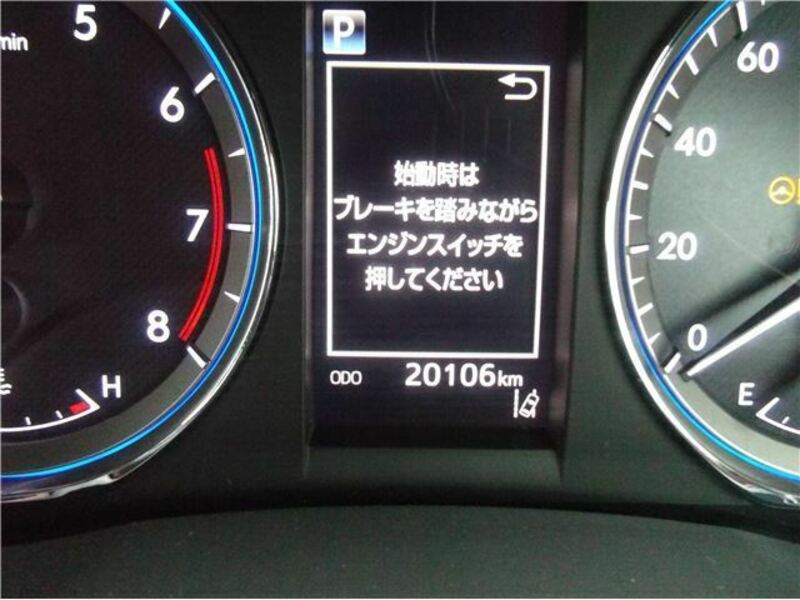 5
min
6
7
8
H
P
始動時は
ブレーキを踏みながら
エンジンスイッチを
押してください
ODO 20106km
60
40
20
0
E